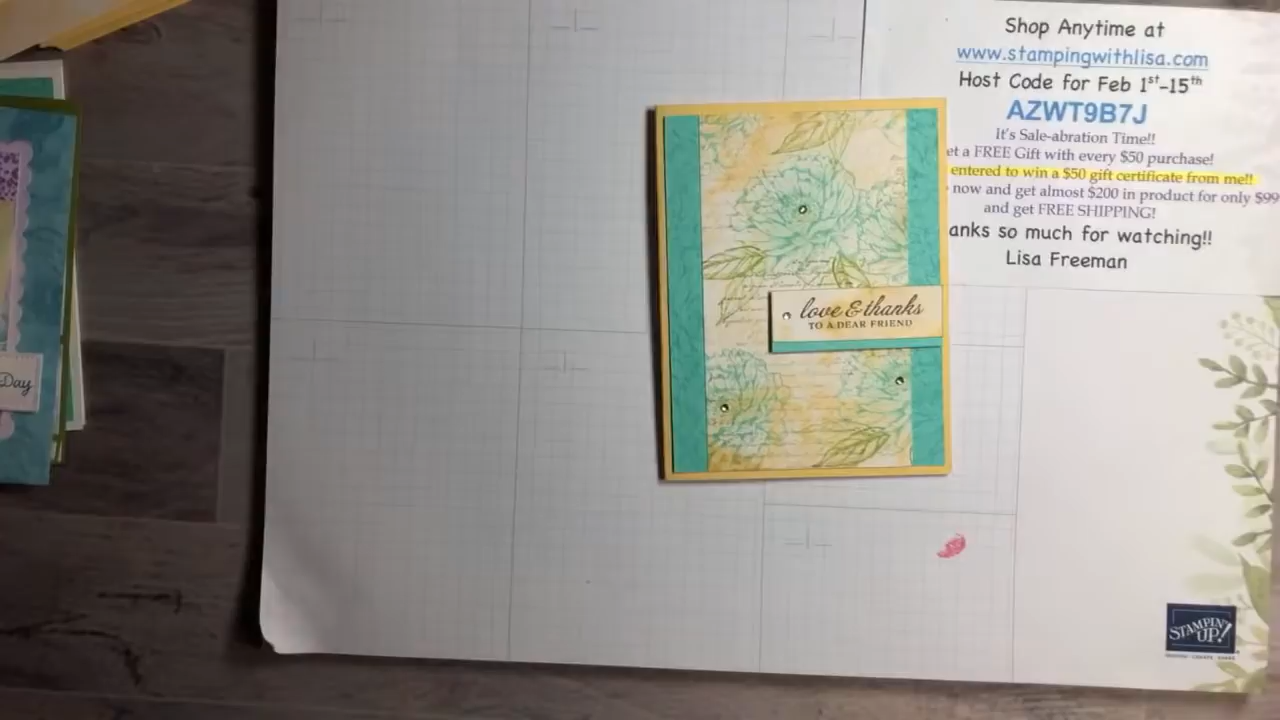 Shop Anytime at
www.stampingwithlisa.com
Host Code for Feb 1st-15th
AZWT9B7J
It's Sale-abration Time!!
a FREE Gift with every $50 purchase!
entered to win a $50 gift certificate from me!!
now and get almost $200 in product for only $99
and get FREE SHIPPING!
so much for watching!!
Lisa Freeman
love & thanks
TO A DEAR FRIEND
Day
STAMPIN' UP!